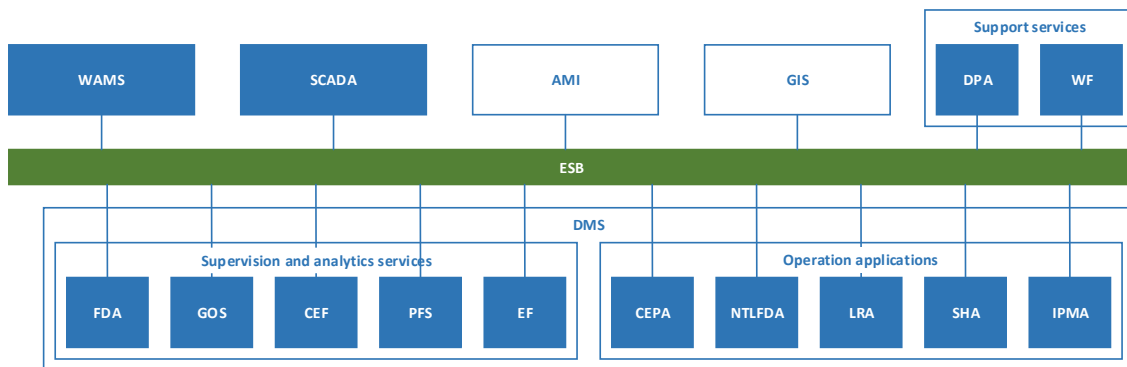 Support services
WAMS
SCADA
AMI
GIS
DPA
WF
ESB
DMS
Supervision and analytics services
Operation applications
FDA
GOS
CEF
PFS
EF
CEPA
NTLFDA
LRA
SHA
IPMA